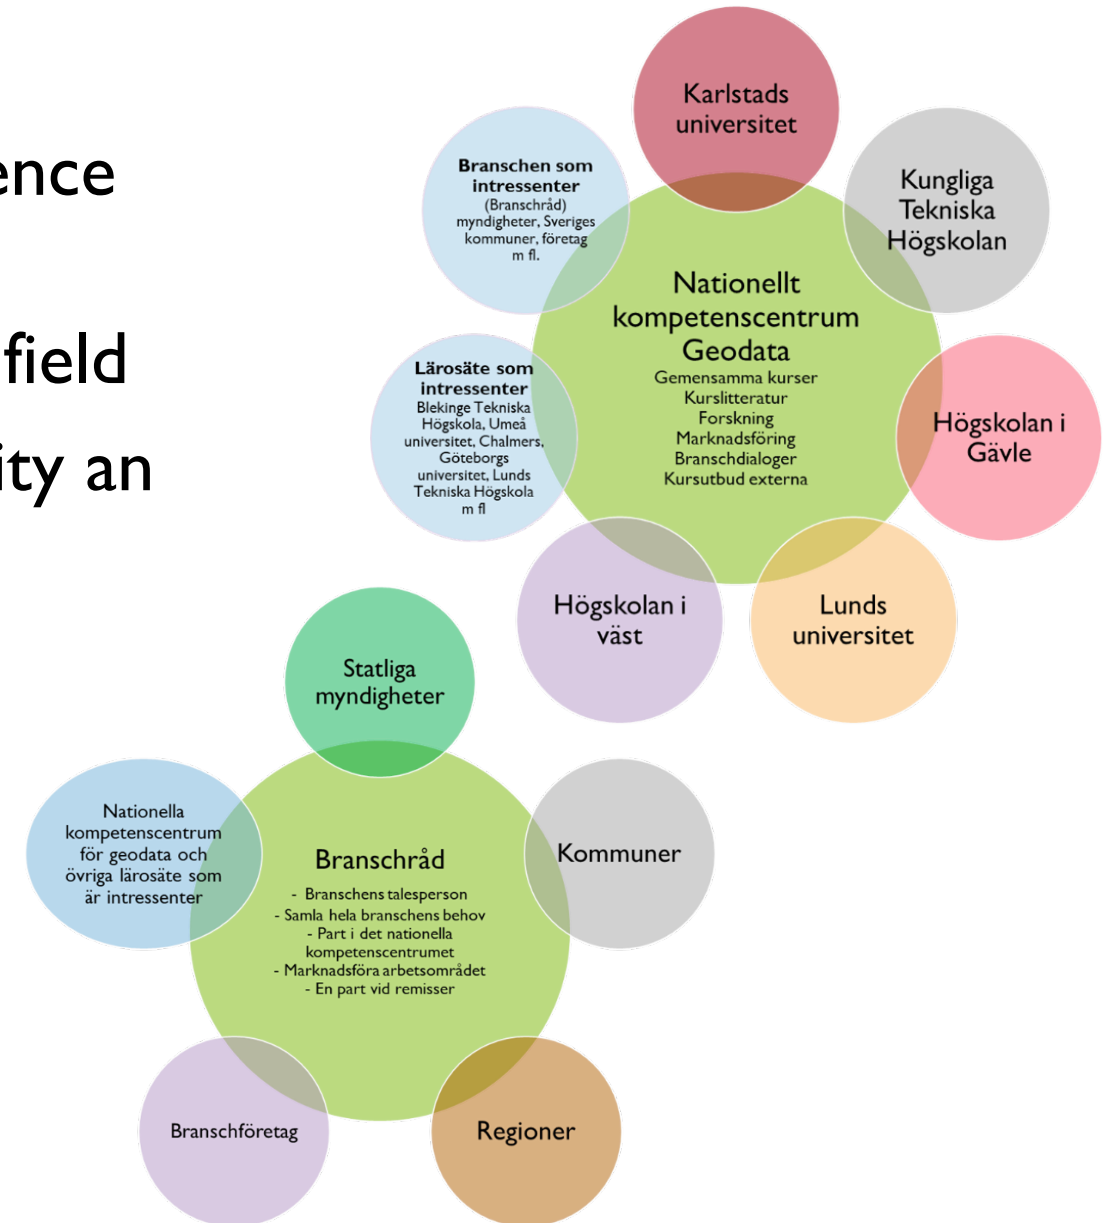 ence
field
ity an
Karlstads
universitet
Kungliga
Tekniska
Högskolan
Högskolan i
Gävle
Lunds
universitet
Högskolan i
väst
Lärosäte som
intressenter
Blekinge Tekniska
Högskola, Umeå
universitet, Chalmers,
Göteborgs
universitet, Lunds
Tekniska Högskola
m fl
Branschen som
intressenter
(Branschråd)
myndigheter, Sveriges
kommuner, företag
m fl.
Nationellt
kompetenscentrum
Geodata
Gemensamma kurser
Kurslitteratur
Forskning
Marknadsföring
Branschdialoger
Kursutbud externa
Statliga
myndigheter
Kommuner
Regioner
Branschföretag
Nationella
kompetenscentrum
för geodata och
övriga lärosäte som
är intressenter
Branschråd
- Branschens talesperson
- Samla hela branschens behov
- Part i det nationella
kompetenscentrumet
- Marknadsföra arbetsområdet
- En part vid remisser